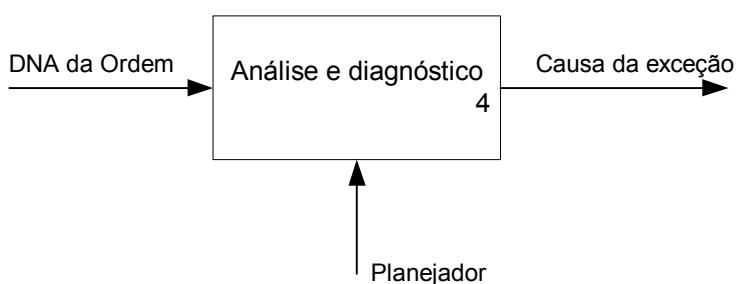 DNA da Ordem
Análise e diagnóstico
4
Causa da exceção
Planejador